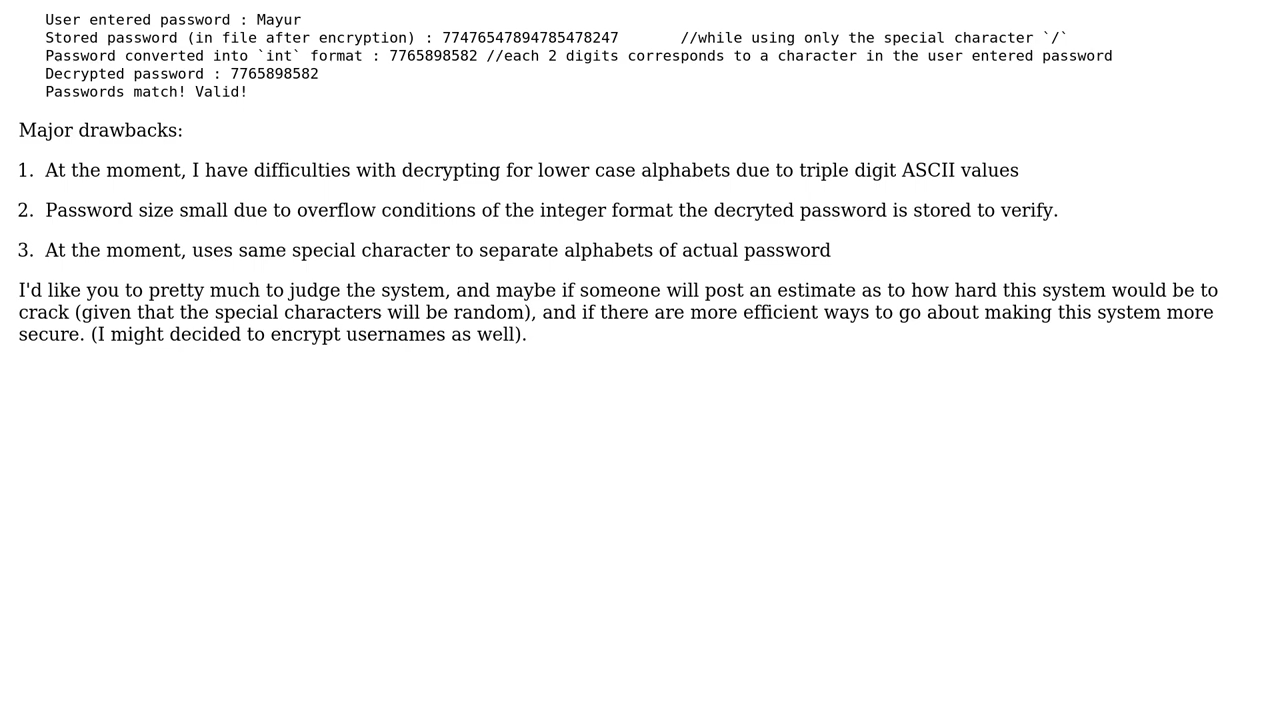 User entered password : Mayur
Stored password (in file after encryption) : 77476547894785478247       //while using only the special character `/`
Password converted into `int` format : 7765898582 //each 2 digits corresponds to a character in the user entered password
Decrypted password : 7765898582
Passwords match! Valid!
Major drawbacks:
1. At the moment, I have difficulties with decrypting for lower case alphabets due to triple digit ASCII values
2. Password size small due to overflow conditions of the integer format the decryted password is stored to verify.
3. At the moment, uses same special character to separate alphabets of actual password
I'd like you to pretty much to judge the system, and maybe if someone will post an estimate as to how hard this system would be to
crack (given that the special characters will be random), and if there are more efficient ways to go about making this system more
secure. (I might decided to encrypt usernames as well).